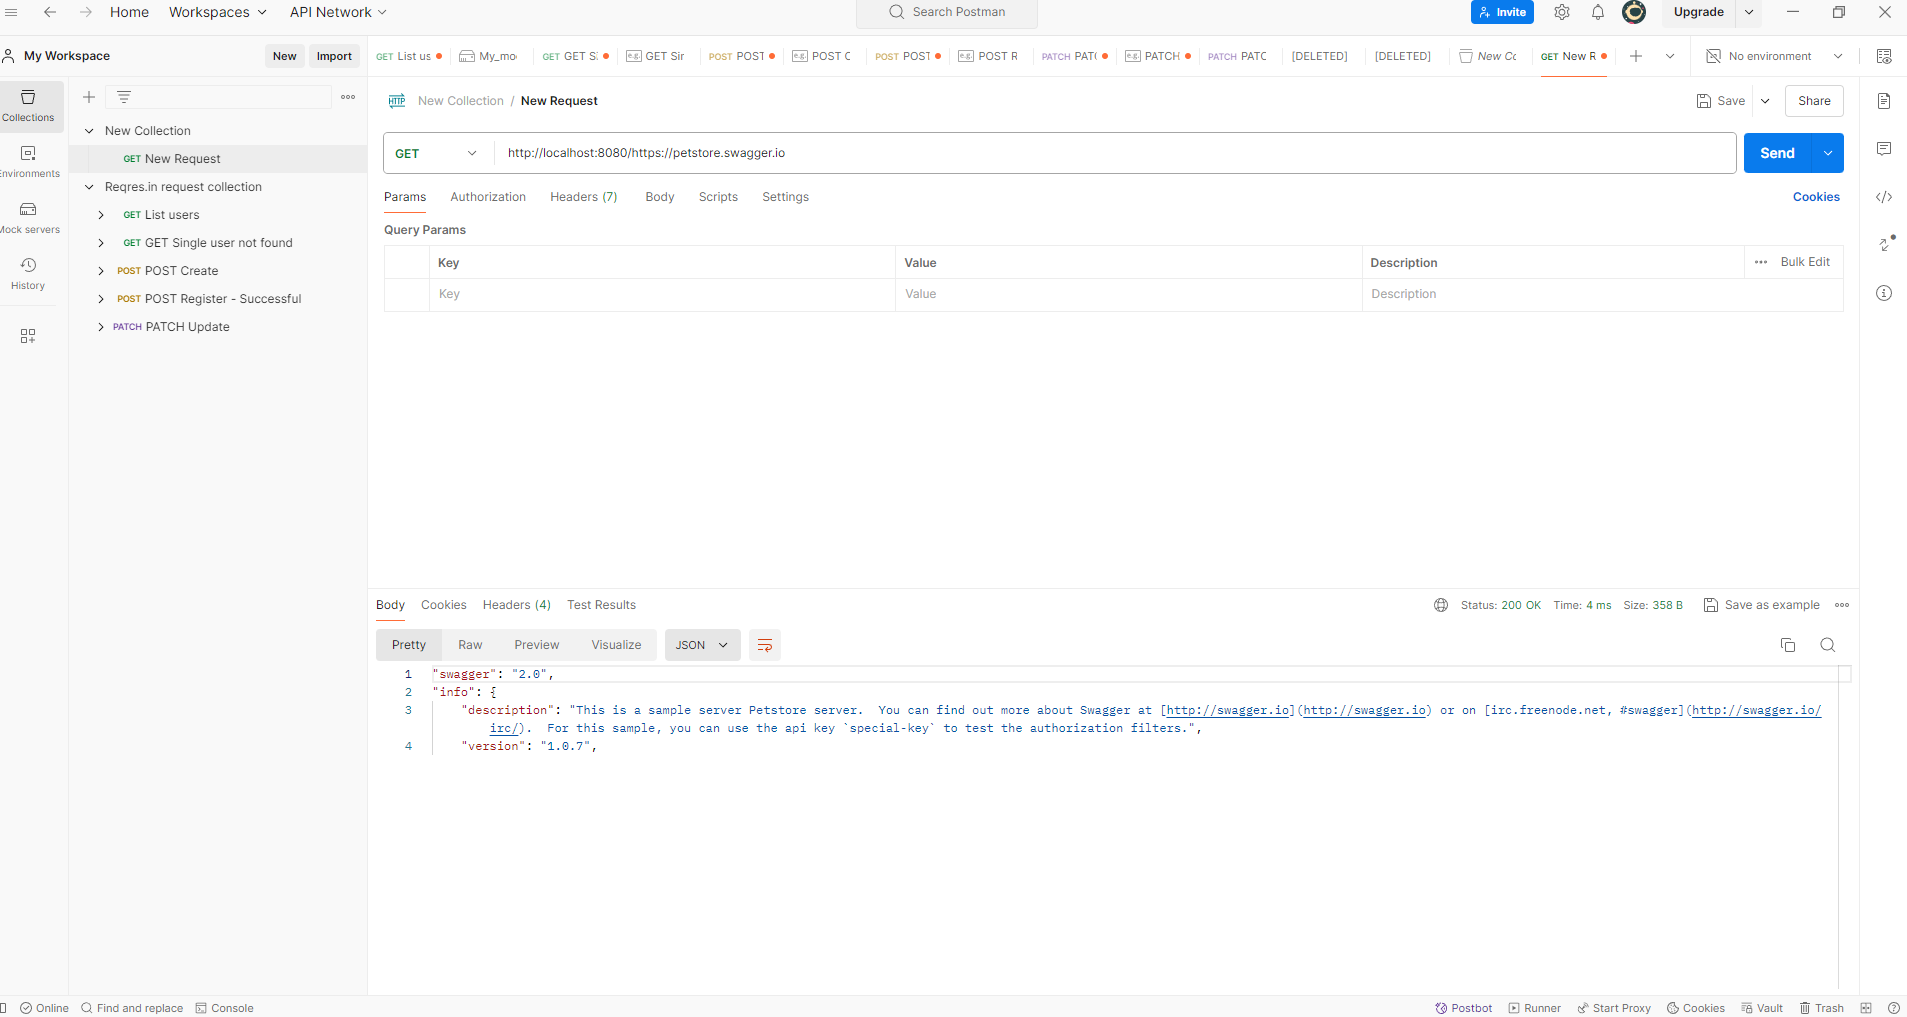 Home Workspaces API Network Search Postman Invite Upgrade
My Workspace New Import GET List us My_mo GET GET S e.g. GET Sir POST POST e.g. POST C POST POST e.g. POST R PATCH PAT e.g. PATCH PATCH PATC [DELETED] [DELETED] New Cc GET New R No environment
Collections
Environments
Mock servers
History
New Collection
GET New Request
Reqres.in request collection
GET List users
GET GET Single user not found
POST POST Create
POST POST Register - Successful
PATCH PATCH Update
HTTP New Collection / New Request Save Share
GET http://localhost:8080/https://petstore.swagger.io Send
Params Authorization Headers (7) Body Scripts Settings Cookies
Query Params
Key Value Description Bulk Edit
Key Value Description
Body Cookies Headers (4) Test Results Status: 200 OK Time: 4 ms Size: 358 B Save as example
Pretty Raw Preview Visualize JSON
1 "swagger": "2.0",
2 "info": {
3 "description": "This is a sample server Petstore server.  You can find out more about Swagger at [http://swagger.io](http://swagger.io) or on [irc.freenode.net, #swagger](http://swagger.io/
irc/).  For this sample, you can use the api key `special-key` to test the authorization filters.",
4 "version": "1.0.7",
Online Find and replace Console Postbot Runner Start Proxy Cookies Vault Trash